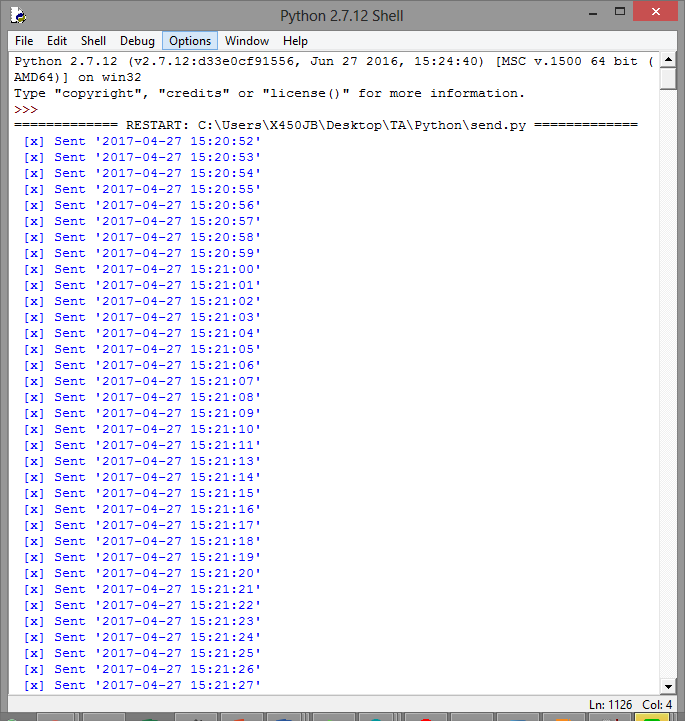 Python 2.7.12 Shell
File Edit Shell Debug Options Window Help
Python 2.7.12 (v2.7.12:d33e0cf91556, Jun 27 2016, 15:24:40) [MSC v.1500 64 bit (
AMD64)] on win32
Type "copyright", "credits" or "license()" for more information.
>>>
============= RESTART: C:\Users\X450JB\Desktop\TA\Python\send.py =============
[x] Sent '2017-04-27 15:20:52'
[x] Sent '2017-04-27 15:20:53'
[x] Sent '2017-04-27 15:20:54'
[x] Sent '2017-04-27 15:20:55'
[x] Sent '2017-04-27 15:20:56'
[x] Sent '2017-04-27 15:20:57'
[x] Sent '2017-04-27 15:20:58'
[x] Sent '2017-04-27 15:20:59'
[x] Sent '2017-04-27 15:21:00'
[x] Sent '2017-04-27 15:21:01'
[x] Sent '2017-04-27 15:21:02'
[x] Sent '2017-04-27 15:21:03'
[x] Sent '2017-04-27 15:21:04'
[x] Sent '2017-04-27 15:21:05'
[x] Sent '2017-04-27 15:21:06'
[x] Sent '2017-04-27 15:21:07'
[x] Sent '2017-04-27 15:21:08'
[x] Sent '2017-04-27 15:21:09'
[x] Sent '2017-04-27 15:21:10'
[x] Sent '2017-04-27 15:21:11'
[x] Sent '2017-04-27 15:21:13'
[x] Sent '2017-04-27 15:21:14'
[x] Sent '2017-04-27 15:21:15'
[x] Sent '2017-04-27 15:21:16'
[x] Sent '2017-04-27 15:21:17'
[x] Sent '2017-04-27 15:21:18'
[x] Sent '2017-04-27 15:21:19'
[x] Sent '2017-04-27 15:21:20'
[x] Sent '2017-04-27 15:21:21'
[x] Sent '2017-04-27 15:21:22'
[x] Sent '2017-04-27 15:21:23'
[x] Sent '2017-04-27 15:21:24'
[x] Sent '2017-04-27 15:21:25'
[x] Sent '2017-04-27 15:21:26'
[x] Sent '2017-04-27 15:21:27'
Ln: 1126 Col: 4